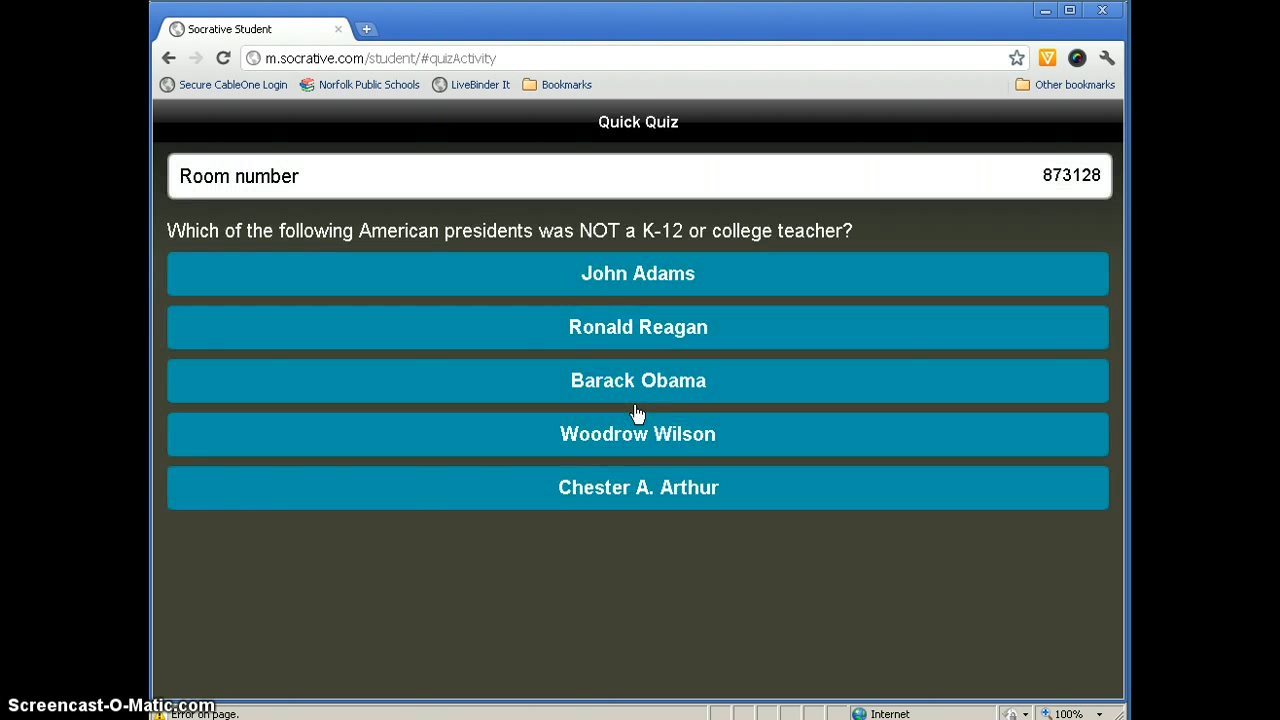 Socrative Student
m.socrative.com/student/#quizActivity
Secure CableOne Login Norfolk Public Schools LiveBinder It Bookmarks Other bookmarks
Quick Quiz
Room number 873128
Which of the following American presidents was NOT a K-12 or college teacher?
John Adams
Ronald Reagan
Barack Obama
Woodrow Wilson
Chester A. Arthur
Screencast-O-Matic.com
Error on page. Internet 100%